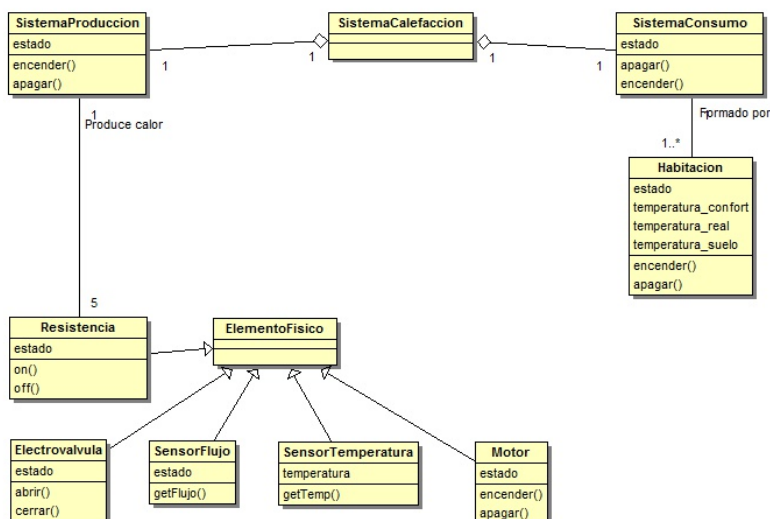 SistemaProduccion
estado
encender()
apagar()
SistemaCalefaccion
SistemaConsumo
estado
apagar()
encender()
1
1
1
1
1
Produce calor
Formado por
1..*
Habitacion
estado
temperatura_confort
temperatura_real
temperatura_suelo
encender()
apagar()
5
Resistencia
estado
on()
off()
ElementoFisico
Electrovalvula
estado
abrir()
cerrar()
SensorFlujo
estado
getFlujo()
SensorTemperatura
temperatura
getTemp()
Motor
estado
encender()
apagar()